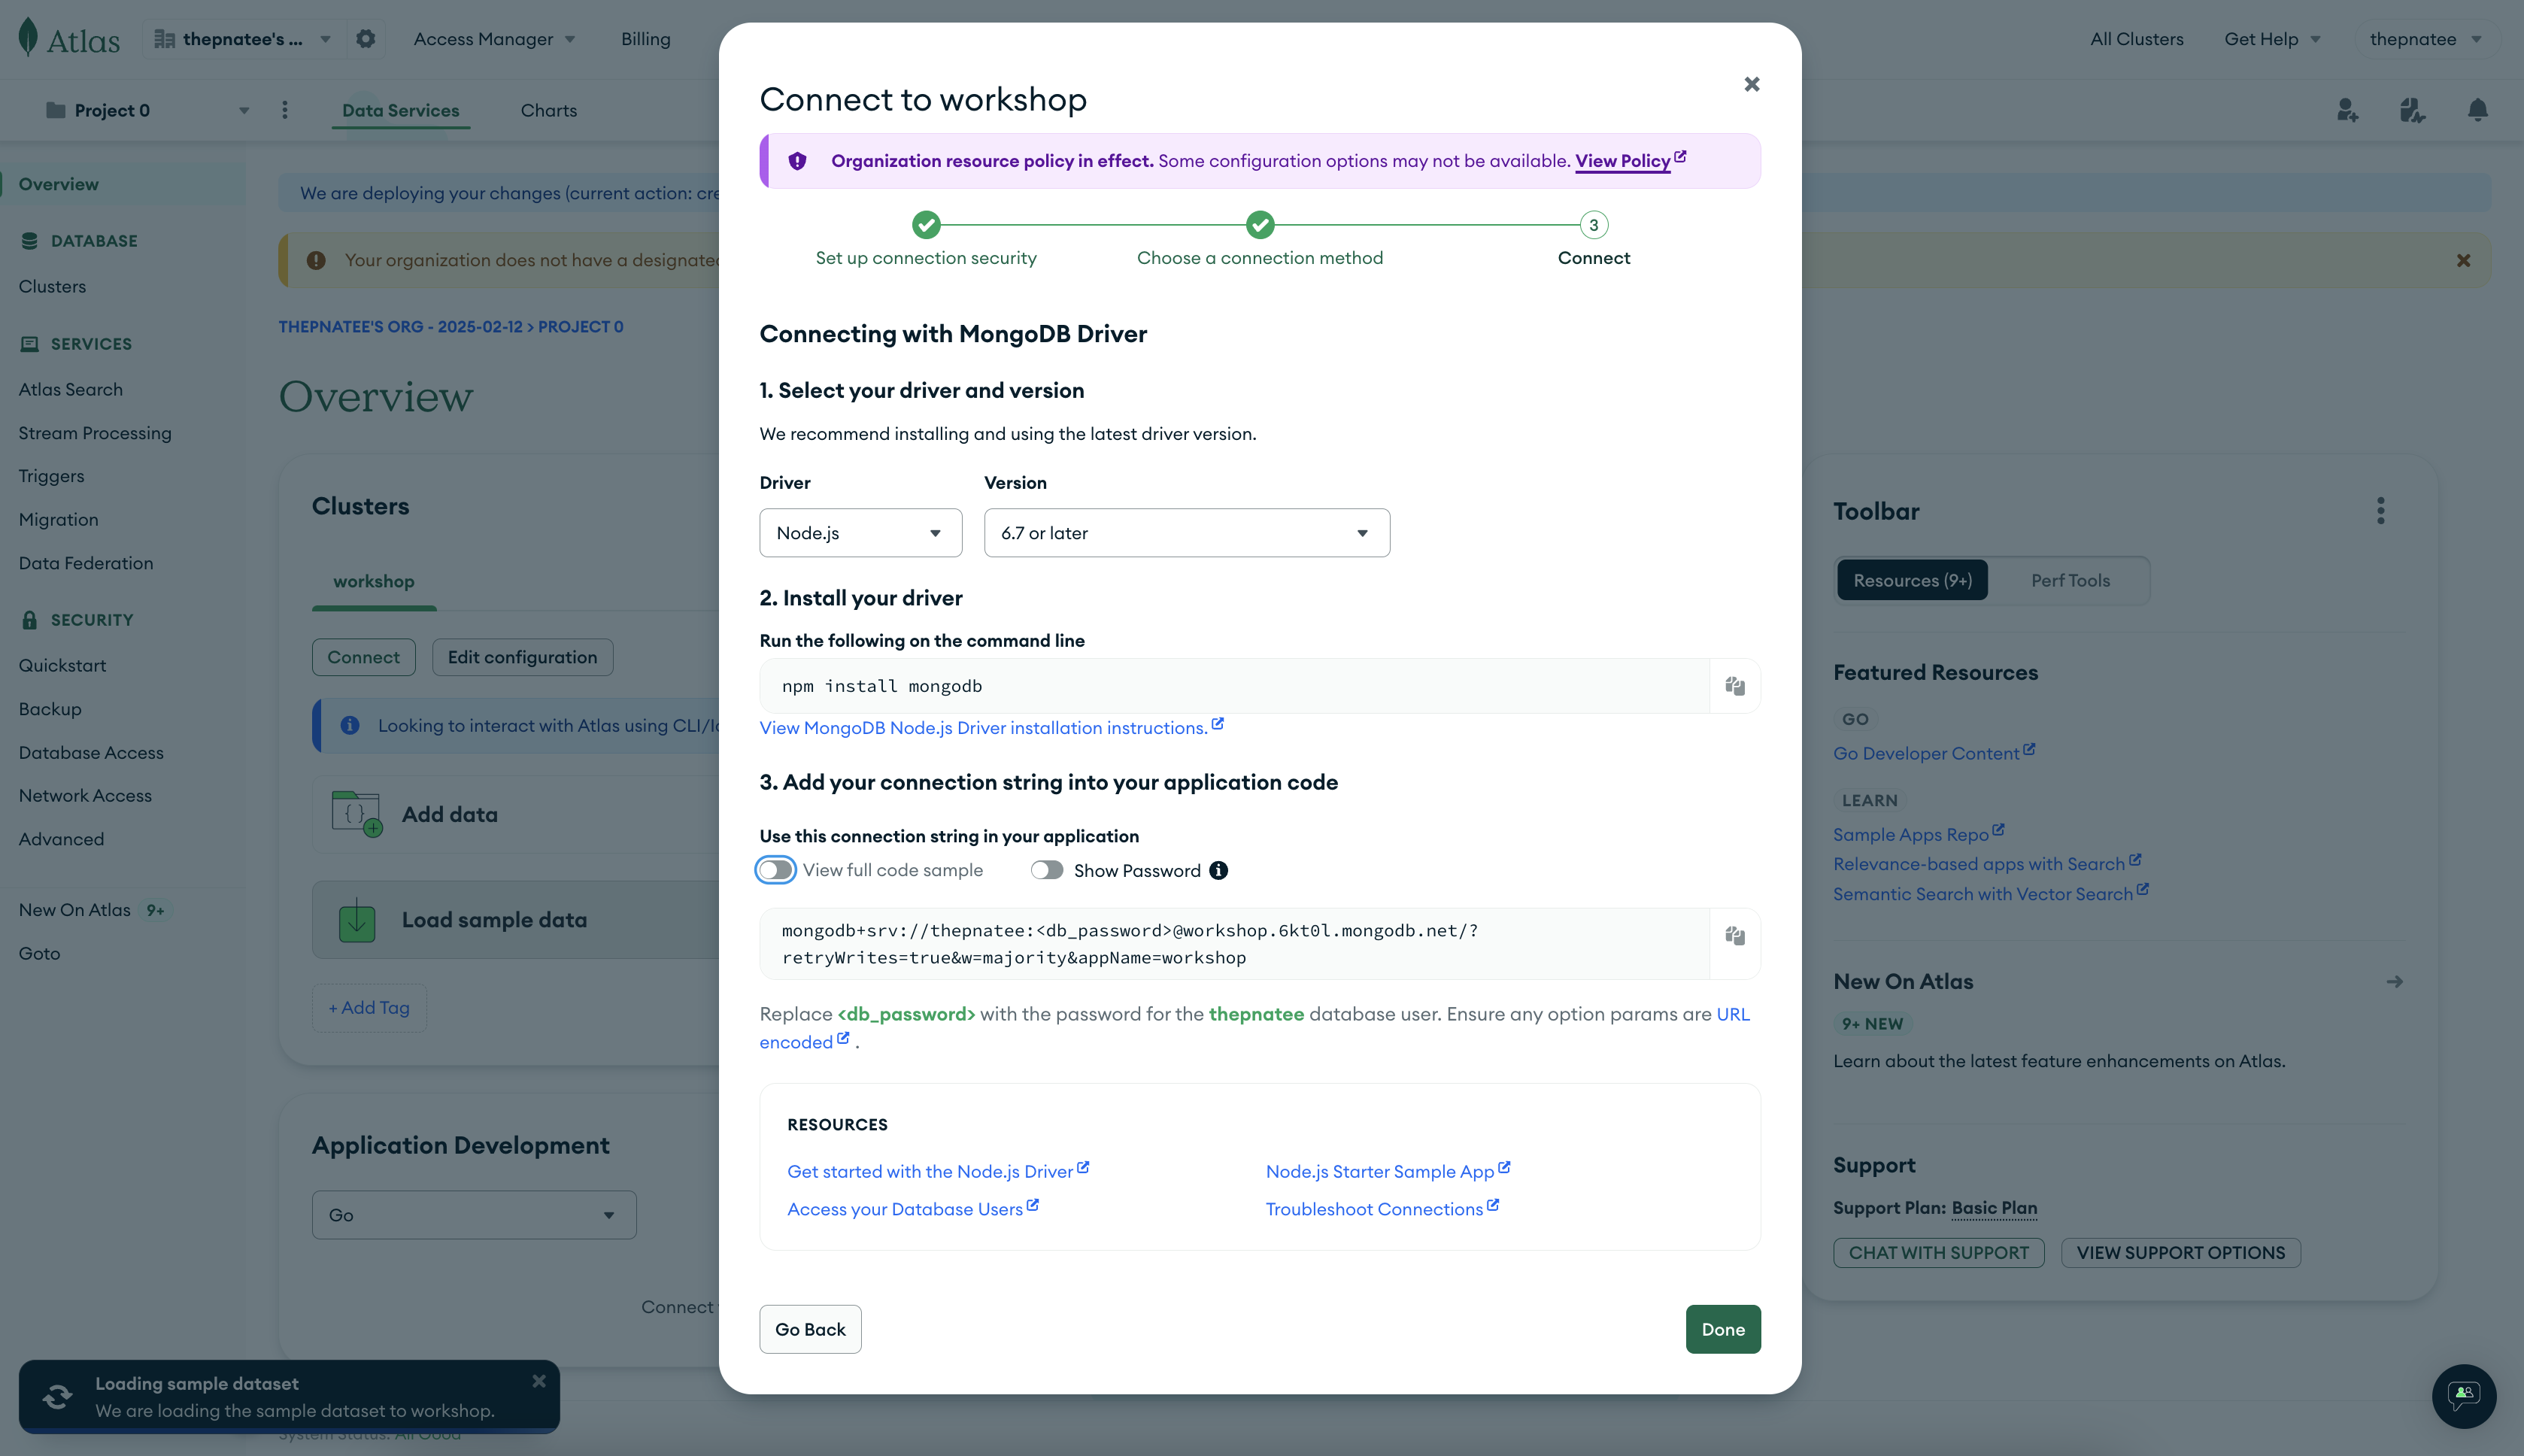 Atlas
thepnatee's ...
Access Manager
Billing
All Clusters
Get Help
thepnatee
Project 0
Data Services
Charts
Overview
DATABASE
Clusters
SERVICES
Atlas Search
Stream Processing
Triggers
Migration
Data Federation
SECURITY
Quickstart
Backup
Database Access
Network Access
Advanced
New On Atlas 9+
Goto
We are deploying your changes (current action: cre
Your organization does not have a designated
THEPNATEE'S ORG - 2025-02-12 > PROJECT 0
Overview
Clusters
workshop
Connect
Edit configuration
Looking to interact with Atlas using CLI/
Add data
Load sample data
+ Add Tag
Application Development
Go
Connect
Loading sample dataset
We are loading the sample dataset to workshop.
System Status: All Good
Connect to workshop
Organization resource policy in effect. Some configuration options may not be available. View Policy
Set up connection security
Choose a connection method
3
Connect
Connecting with MongoDB Driver
1. Select your driver and version
We recommend installing and using the latest driver version.
Driver
Version
Node.js
6.7 or later
2. Install your driver
Run the following on the command line
npm install mongodb
View MongoDB Node.js Driver installation instructions.
3. Add your connection string into your application code
Use this connection string in your application
View full code sample
Show Password
mongodb+srv://thepnatee:<db_password>@workshop.6kt0l.mongodb.net/?
retryWrites=true&w=majority&appName=workshop
Replace <db_password> with the password for the thepnatee database user. Ensure any option params are URL
encoded .
RESOURCES
Get started with the Node.js Driver
Node.js Starter Sample App
Access your Database Users
Troubleshoot Connections
Go Back
Done
Toolbar
Resources (9+)
Perf Tools
Featured Resources
GO
Go Developer Content
LEARN
Sample Apps Repo
Relevance-based apps with Search
Semantic Search with Vector Search
New On Atlas
9+ NEW
Learn about the latest feature enhancements on Atlas.
Support
Support Plan: Basic Plan
CHAT WITH SUPPORT
VIEW SUPPORT OPTIONS